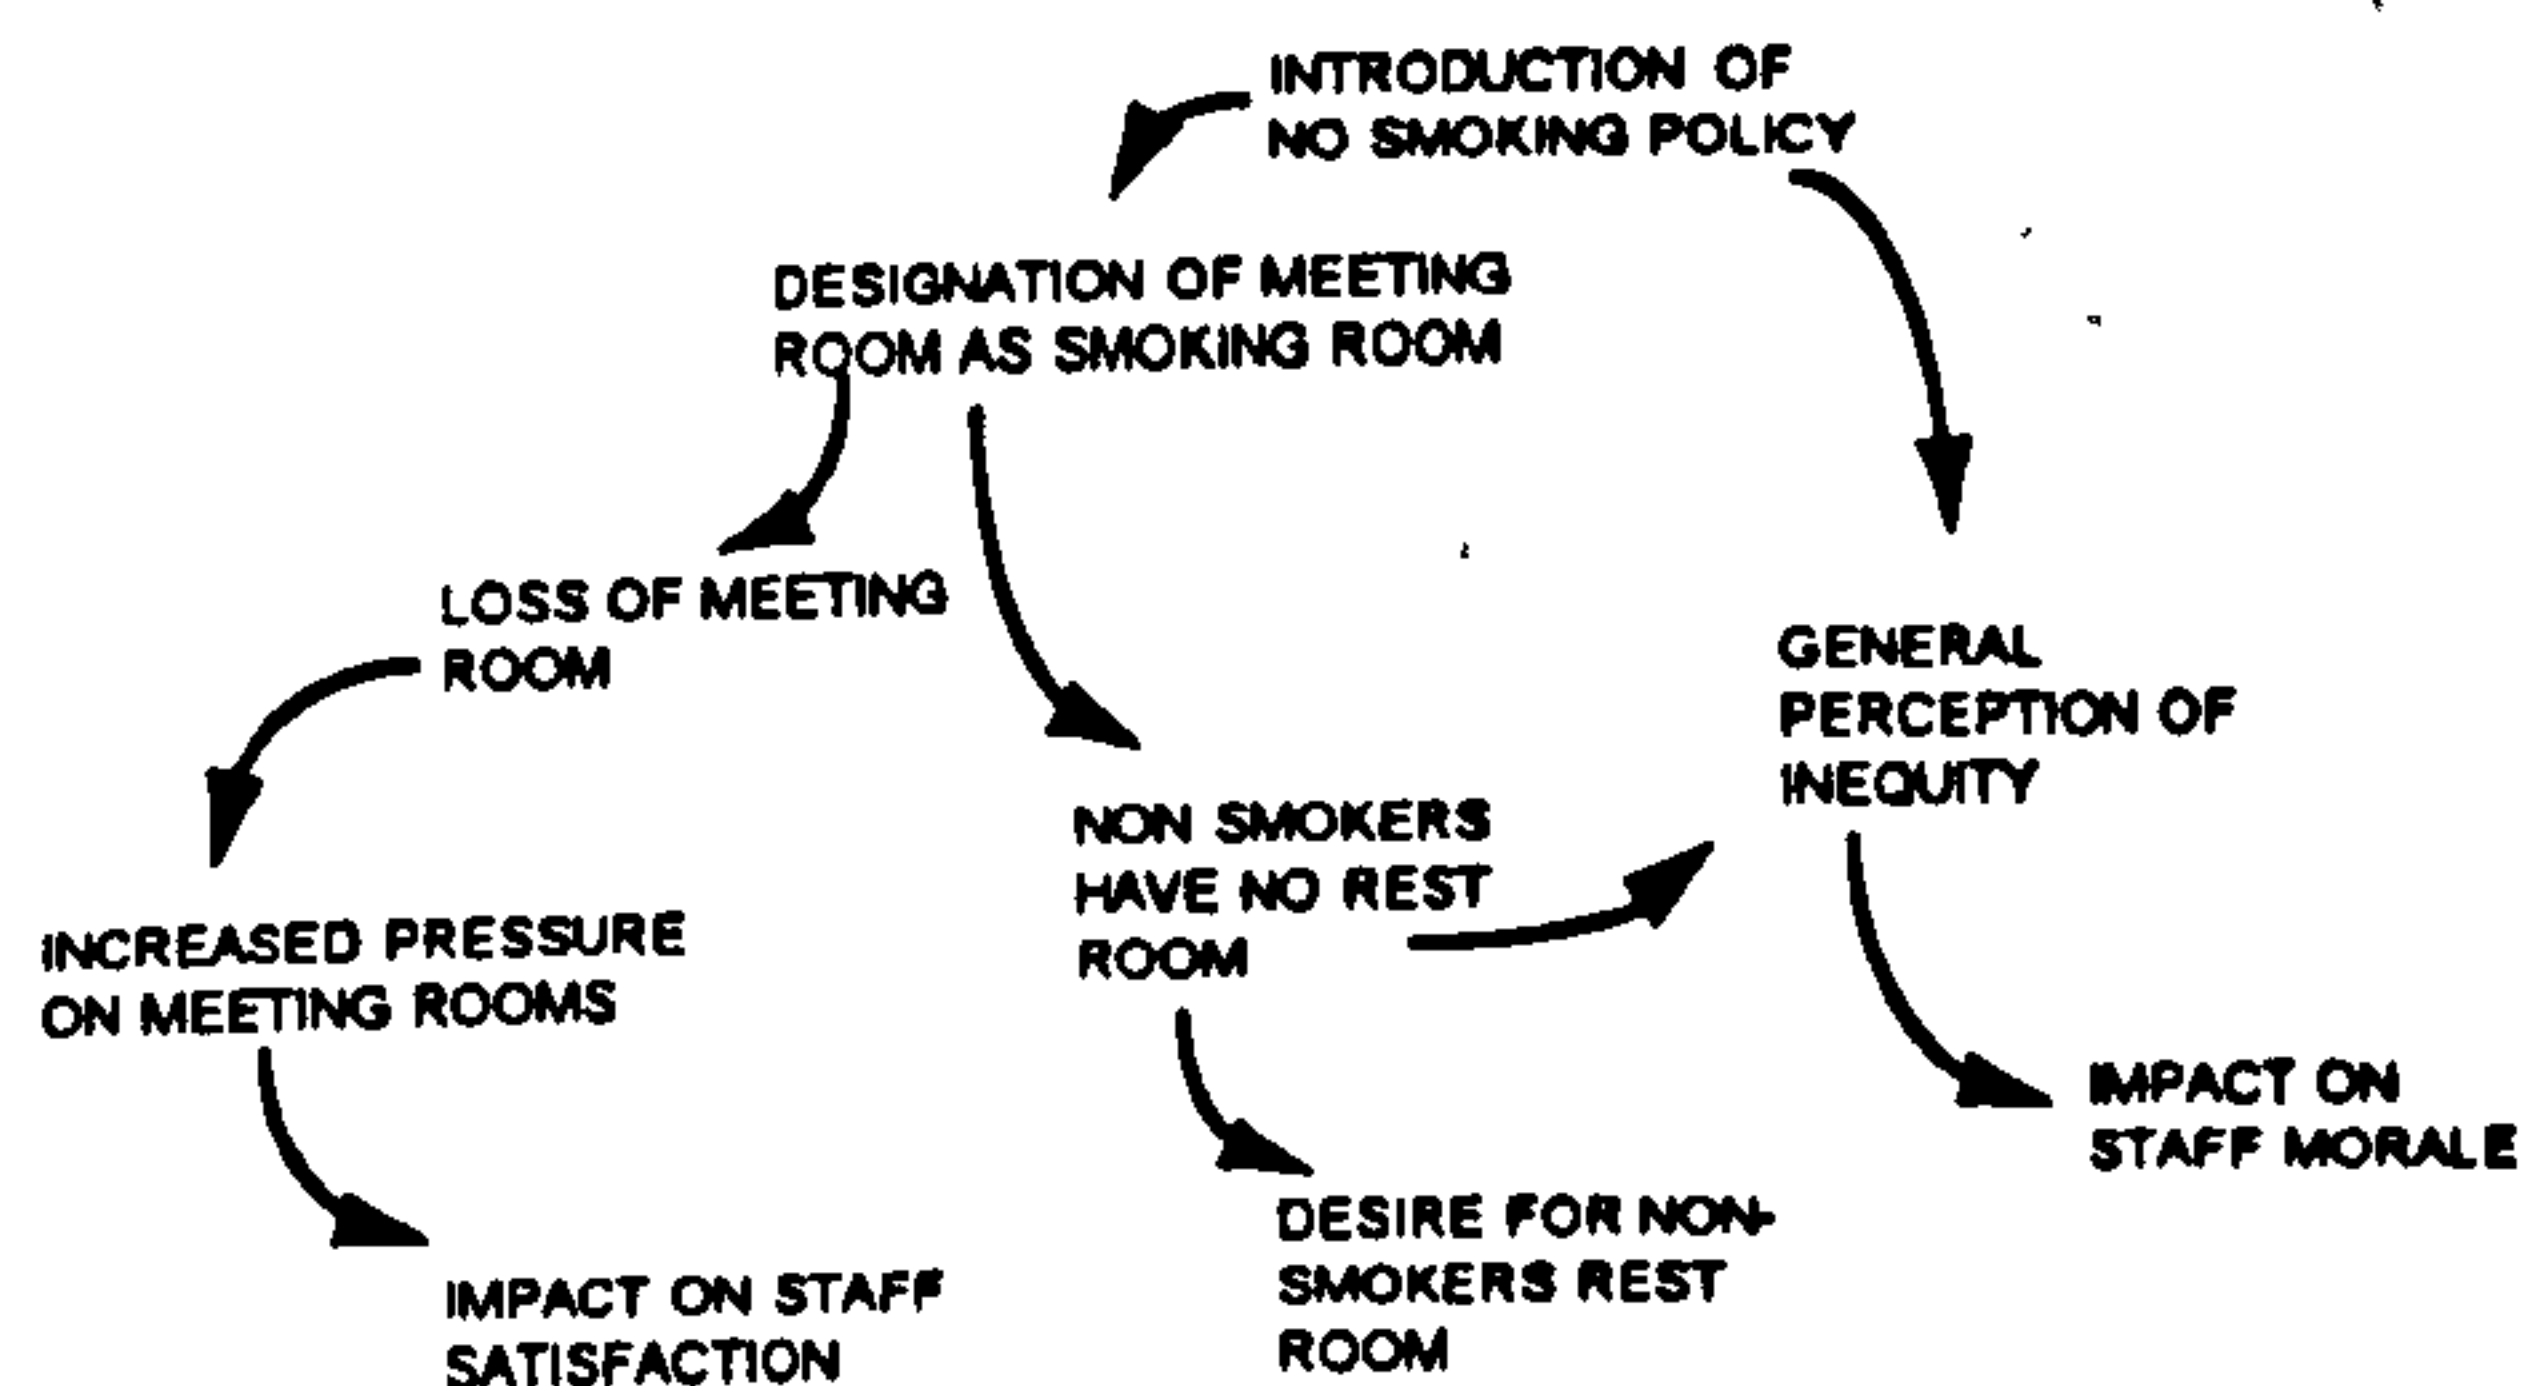 INTRODUCTION OF
NO SMOKING POLICY
DESIGNATION OF MEETING
ROOM AS SMOKING ROOM
LOSS OF MEETING
ROOM
GENERAL
PERCEPTION OF
INEQUITY
NON SMOKERS
HAVE NO REST
ROOM
INCREASED PRESSURE
ON MEETING ROOMS
IMPACT ON
STAFF MORALE
DESIRE FOR NON-
SMOKERS REST
ROOM
IMPACT ON STAFF
SATISFACTION